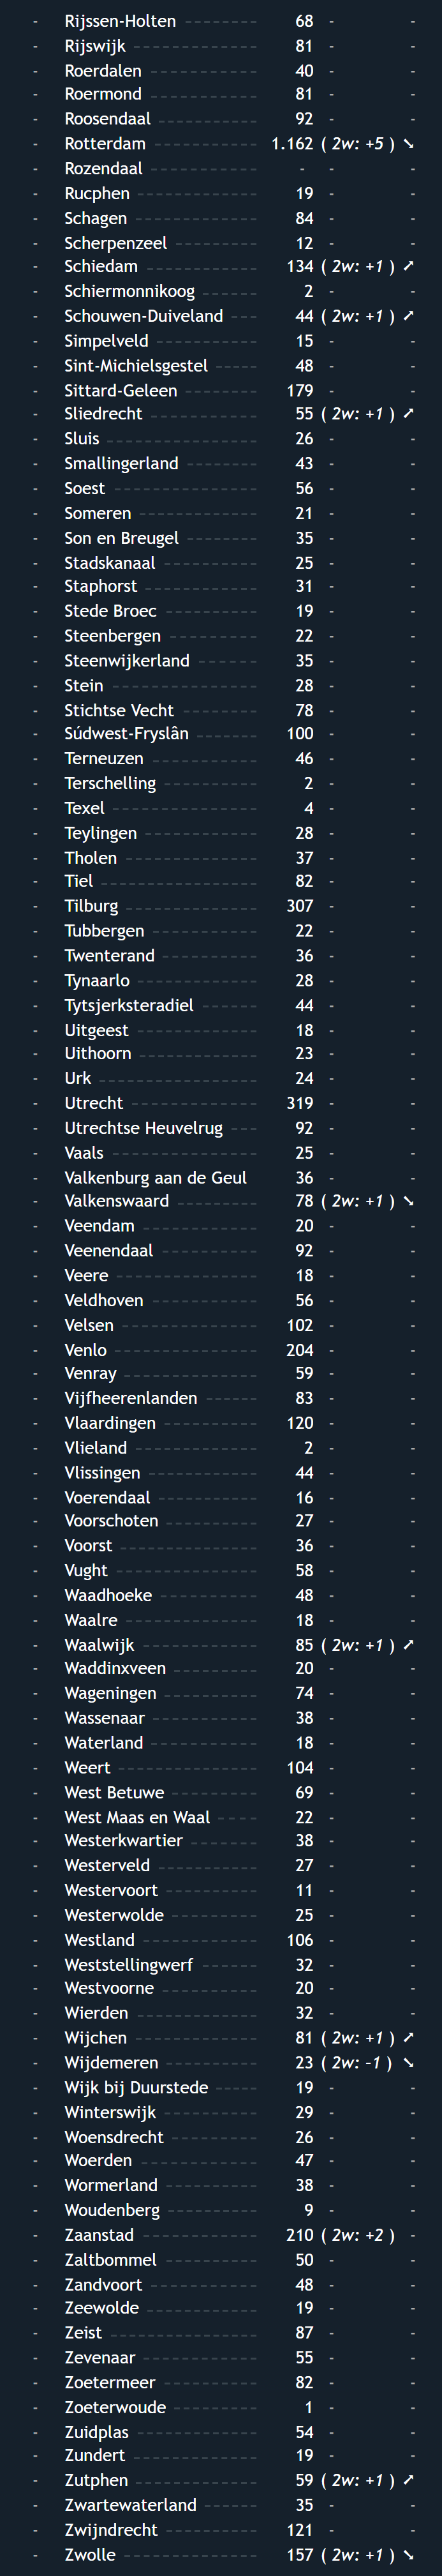 - Rijssen-Holten 68 - -
- Rijswijk 81 - -
- Roerdalen 40 - -
- Roermond 81 - -
- Roosendaal 92 - -
- Rotterdam 1.162 ( 2w: +5 ) ➘
- Rozendaal - - -
- Rucphen 19 - -
- Schagen 84 - -
- Scherpenzeel 12 - -
- Schiedam 134 ( 2w: +1 ) ➚
- Schiermonnikoog 2 - -
- Schouwen-Duiveland 44 ( 2w: +1 ) ➚
- Simpelveld 15 - -
- Sint-Michielsgestel 48 - -
- Sittard-Geleen 179 - -
- Sliedrecht 55 ( 2w: +1 ) ➚
- Sluis 26 - -
- Smallingerland 43 - -
- Soest 56 - -
- Someren 21 - -
- Son en Breugel 35 - -
- Stadskanaal 25 - -
- Staphorst 31 - -
- Stede Broec 19 - -
- Steenbergen 22 - -
- Steenwijkerland 35 - -
- Stein 28 - -
- Stichtse Vecht 78 - -
- Súdwest-Fryslân 100 - -
- Terneuzen 46 - -
- Terschelling 2 - -
- Texel 4 - -
- Teylingen 28 - -
- Tholen 37 - -
- Tiel 82 - -
- Tilburg 307 - -
- Tubbergen 22 - -
- Twenterand 36 - -
- Tynaarlo 28 - -
- Tytsjerksteradiel 44 - -
- Uitgeest 18 - -
- Uithoorn 23 - -
- Urk 24 - -
- Utrecht 319 - -
- Utrechtse Heuvelrug 92 - -
- Vaals 25 - -
- Valkenburg aan de Geul 36 - -
- Valkenswaard 78 ( 2w: +1 ) ➘
- Veendam 20 - -
- Veenendaal 92 - -
- Veere 18 - -
- Veldhoven 56 - -
- Velsen 102 - -
- Venlo 204 - -
- Venray 59 - -
- Vijfheerenlanden 83 - -
- Vlaardingen 120 - -
- Vlieland 2 - -
- Vlissingen 44 - -
- Voerendaal 16 - -
- Voorschoten 27 - -
- Voorst 36 - -
- Vught 58 - -
- Waadhoeke 48 - -
- Waalre 18 - -
- Waalwijk 85 ( 2w: +1 ) ➚
- Waddinxveen 20 - -
- Wageningen 74 - -
- Wassenaar 38 - -
- Waterland 18 - -
- Weert 104 - -
- West Betuwe 69 - -
- West Maas en Waal 22 - -
- Westerkwartier 38 - -
- Westerveld 27 - -
- Westervoort 11 - -
- Westerwolde 25 - -
- Westland 106 - -
- Weststellingwerf 32 - -
- Westvoorne 20 - -
- Wierden 32 - -
- Wijchen 81 ( 2w: +1 ) ➚
- Wijdemeren 23 ( 2w: -1 ) ➘
- Wijk bij Duurstede 19 - -
- Winterswijk 29 - -
- Woensdrecht 26 - -
- Woerden 47 - -
- Wormerland 38 - -
- Woudenberg 9 - -
- Zaanstad 210 ( 2w: +2 ) -
- Zaltbommel 50 - -
- Zandvoort 48 - -
- Zeewolde 19 - -
- Zeist 87 - -
- Zevenaar 55 - -
- Zoetermeer 82 - -
- Zoeterwoude 1 - -
- Zuidplas 54 - -
- Zundert 19 - -
- Zutphen 59 ( 2w: +1 ) ➚
- Zwartewaterland 35 - -
- Zwijndrecht 121 - -
- Zwolle 157 ( 2w: +1 ) ➘